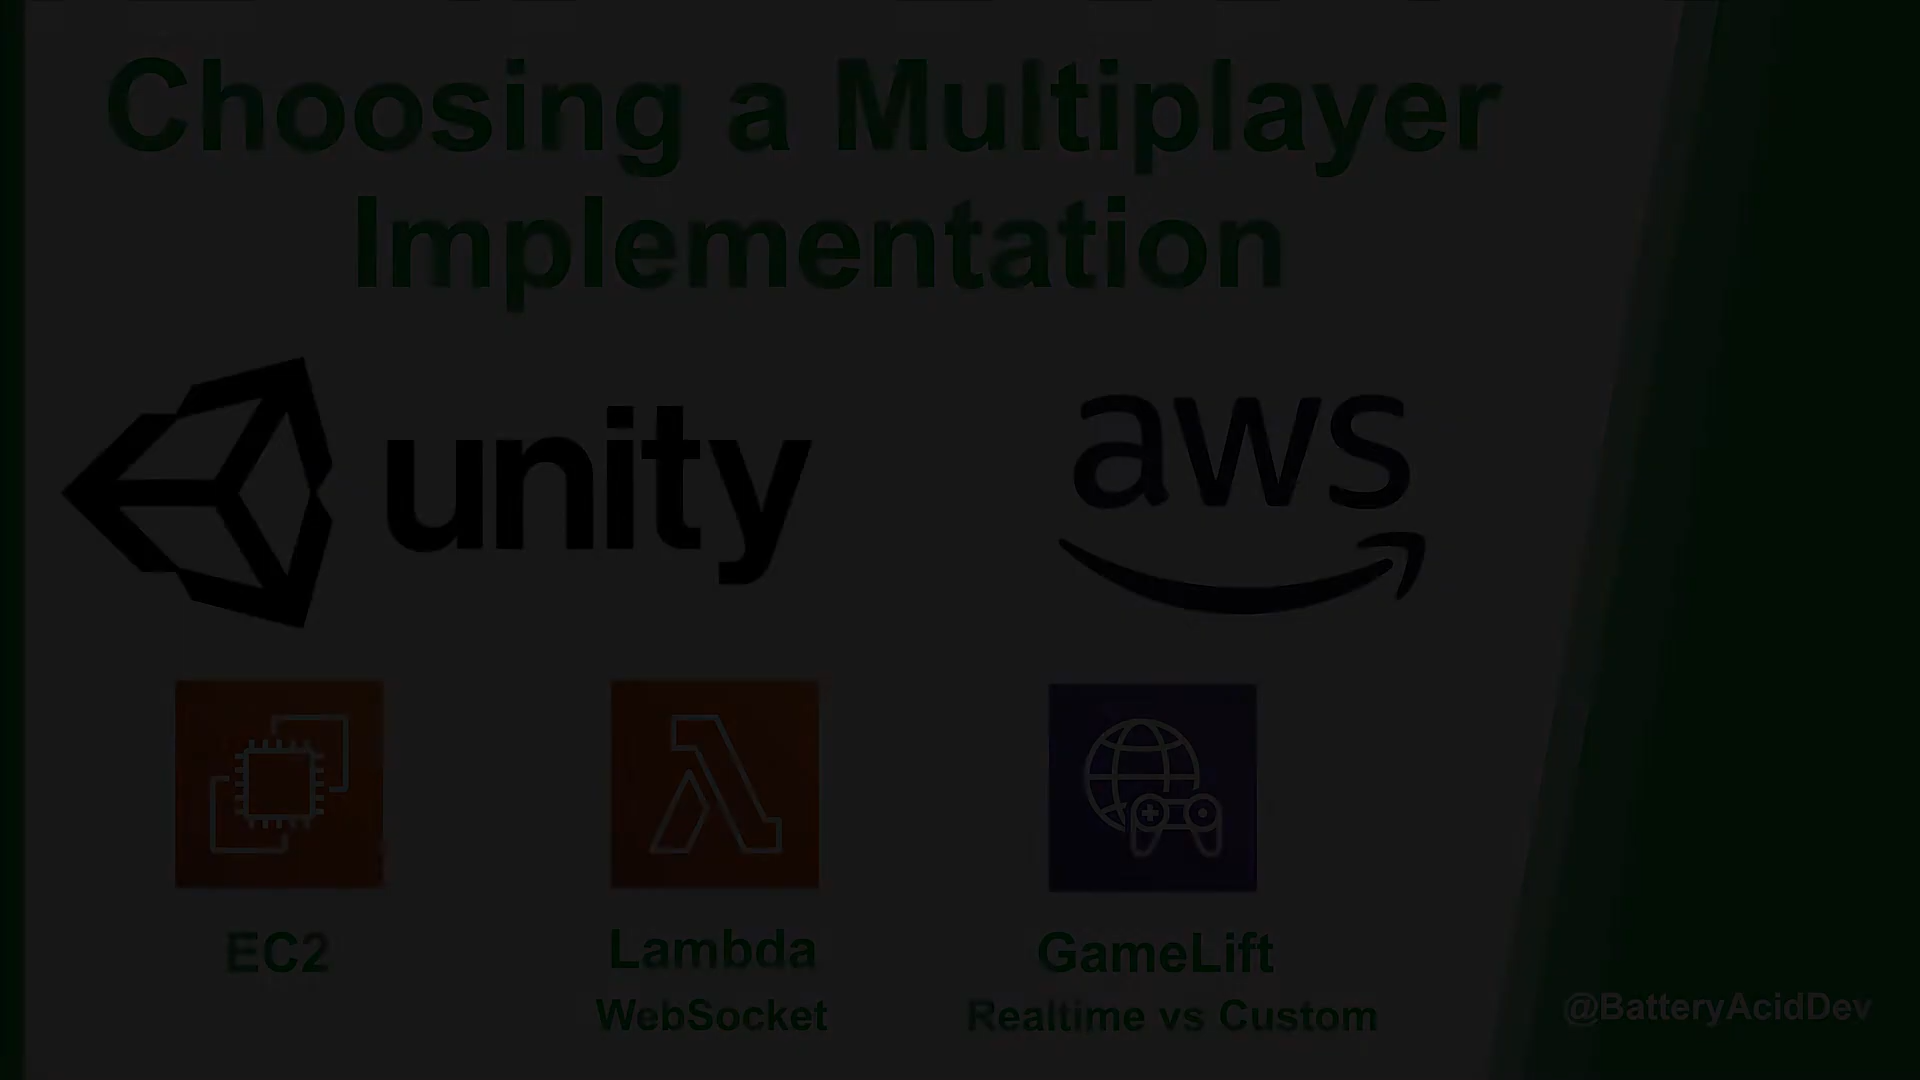 Choosing a Multiplayer
Implementation
unity
aws
EC2
Lambda
WebSocket
GameLift
Realtime vs Custom
@BatteryAcidDev